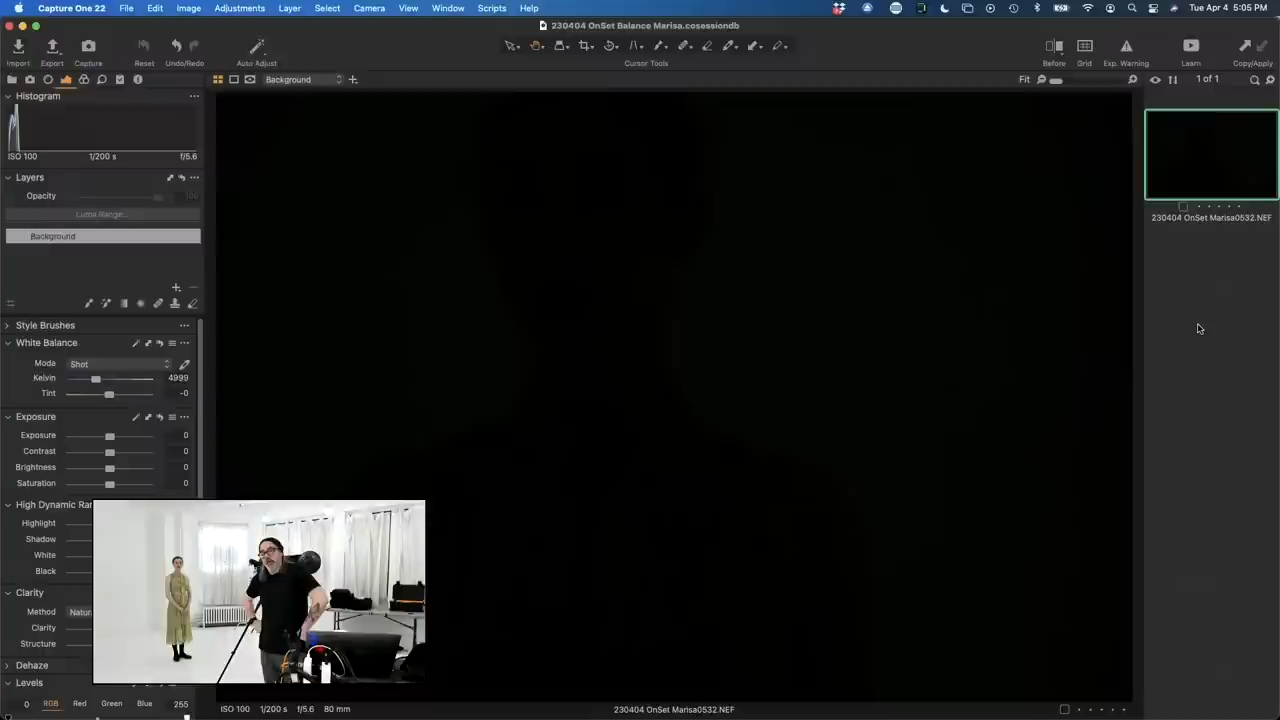 Capture One 22 File Edit Image Adjustments Layer Select Camera View Window Scripts Help Tue Apr 4 5:05 PM
230404 OnSet Balance Marisa.cosessiondb
Import Export Capture Reset Undo/Redo Auto Adjust Cursor Tools Before Grid Exp. Warning Learn Copy/Apply
Background Fit 1 of 1
Histogram
ISO 100 1/200 s f/5.6
Layers
Opacity 100
Luma Range...
Background
230404 OnSet Marisa0532.NEF
Style Brushes
White Balance
Mode Shot
Kelvin 4999
Tint -0
Exposure
Exposure 0
Contrast 0
Brightness 0
Saturation 0
High Dynamic Ran
Highlight
Shadow
White
Black
Clarity
Method Natur
Clarity
Structure
Dehaze
Levels
0 RGB Red Green Blue 255
ISO 100 1/200 s f/5.6 80 mm 230404 OnSet Marisa0532.NEF